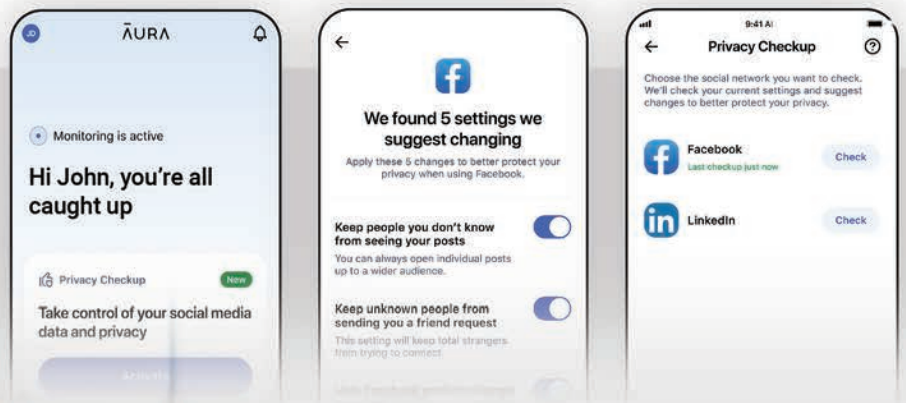 JD
ĀURA
Monitoring is active
Hi John, you're all
caught up
Privacy Checkup
New
Take control of your social media
data and privacy
We found 5 settings we
suggest changing
Apply these 5 changes to better protect your
privacy when using Facebook.
Keep people you don't know
from seeing your posts
You can always open individual posts
up to a wider audience.
Keep unknown people from
sending you a friend request
This setting will keep total strangers
from trying to connect.
9:41 AI
Privacy Checkup
Choose the social network you want to check.
We'll check your current settings and suggest
changes to better protect your privacy.
Facebook
Check
Last checkup just now
LinkedIn
Check